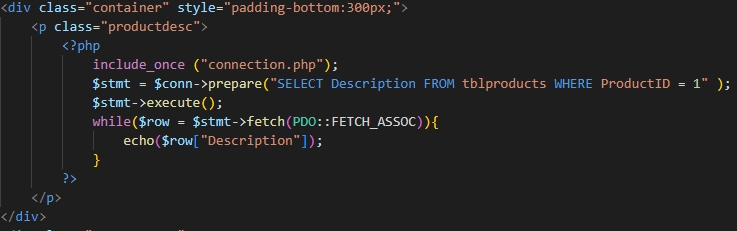 <div class="container" style="padding-bottom:300px;">
<p class="productdesc">
<?php
include_once ("connection.php");
$stmt = $conn->prepare("SELECT Description FROM tblproducts WHERE ProductID = 1" );
$stmt->execute();
while($row = $stmt->fetch(PDO::FETCH_ASSOC)){
echo($row["Description"]);
}
?>
</p>
</div>